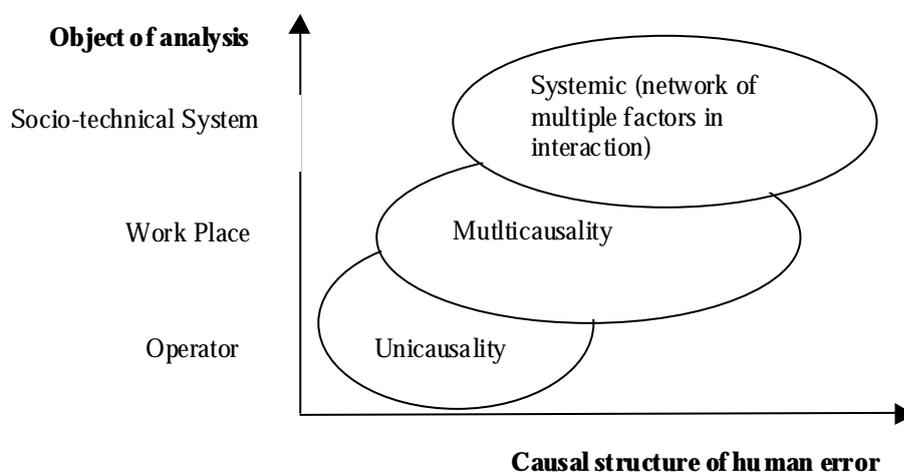 Object of analysis
Systemic (network of
multiple factors in
interaction)
Socio-technical System
Work Place
Mutlticausality
Operator
Unicausality
Causal structure of human error